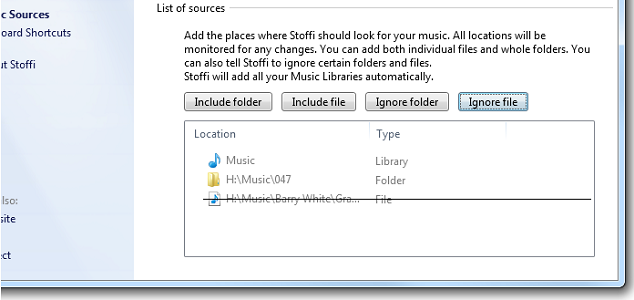 c Sources
oard Shortcuts
ut Stoffi
lso:
site
ect
List of sources
Add the places where Stoffi should look for your music. All locations will be
monitored for any changes. You can add both individual files and whole folders. You
can also tell Stoffi to ignore certain folders and files.
Stoffi will add all your Music Libraries automatically.
Include folder Include file Ignore folder Ignore file
Location Type
Music Library
H:\Music\047 Folder
H:\Music\Barry White\Gra... File